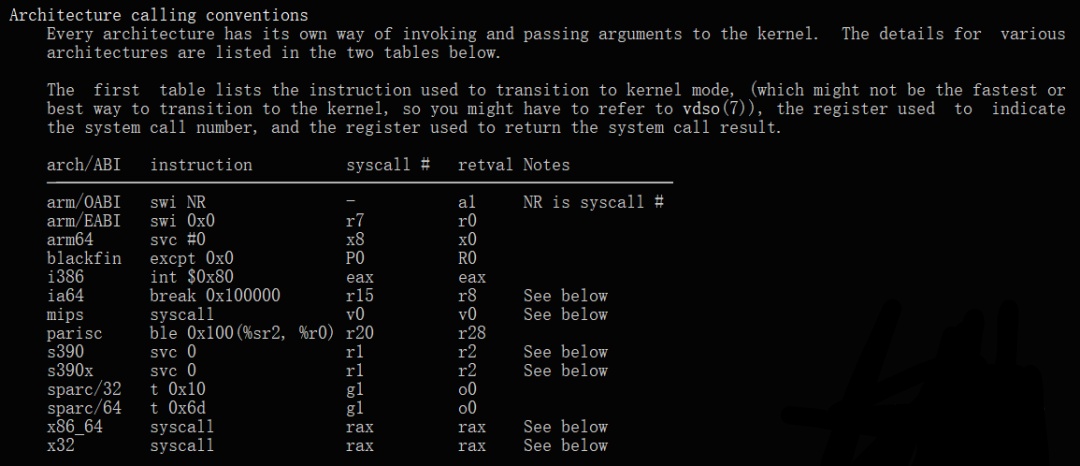 Architecture calling conventions
Every architecture has its own way of invoking and passing arguments to the kernel. The details for various
architectures are listed in the two tables below.
The first table lists the instruction used to transition to kernel mode, (which might not be the fastest or
best way to transition to the kernel, so you might have to refer to vdso(7)), the register used to indicate
the system call number, and the register used to return the system call result.
arch/ABI instruction syscall # retval Notes
arm/OABI swi NR - a1 NR is syscall #
arm/EABI swi 0x0 r7 r0
arm64 svc #0 x8 x0
blackfin excpt 0x0 P0 R0
i386 int $0x80 eax eax
ia64 break 0x100000 r15 r8 See below
mips syscall v0 v0 See below
parisc ble 0x100(%sr2, %r0) r20 r28
s390 svc 0 r1 r2 See below
s390x svc 0 r1 r2 See below
sparc/32 t 0x10 g1 o0
sparc/64 t 0x6d g1 o0
x86_64 syscall rax rax See below
x32 syscall rax rax See below